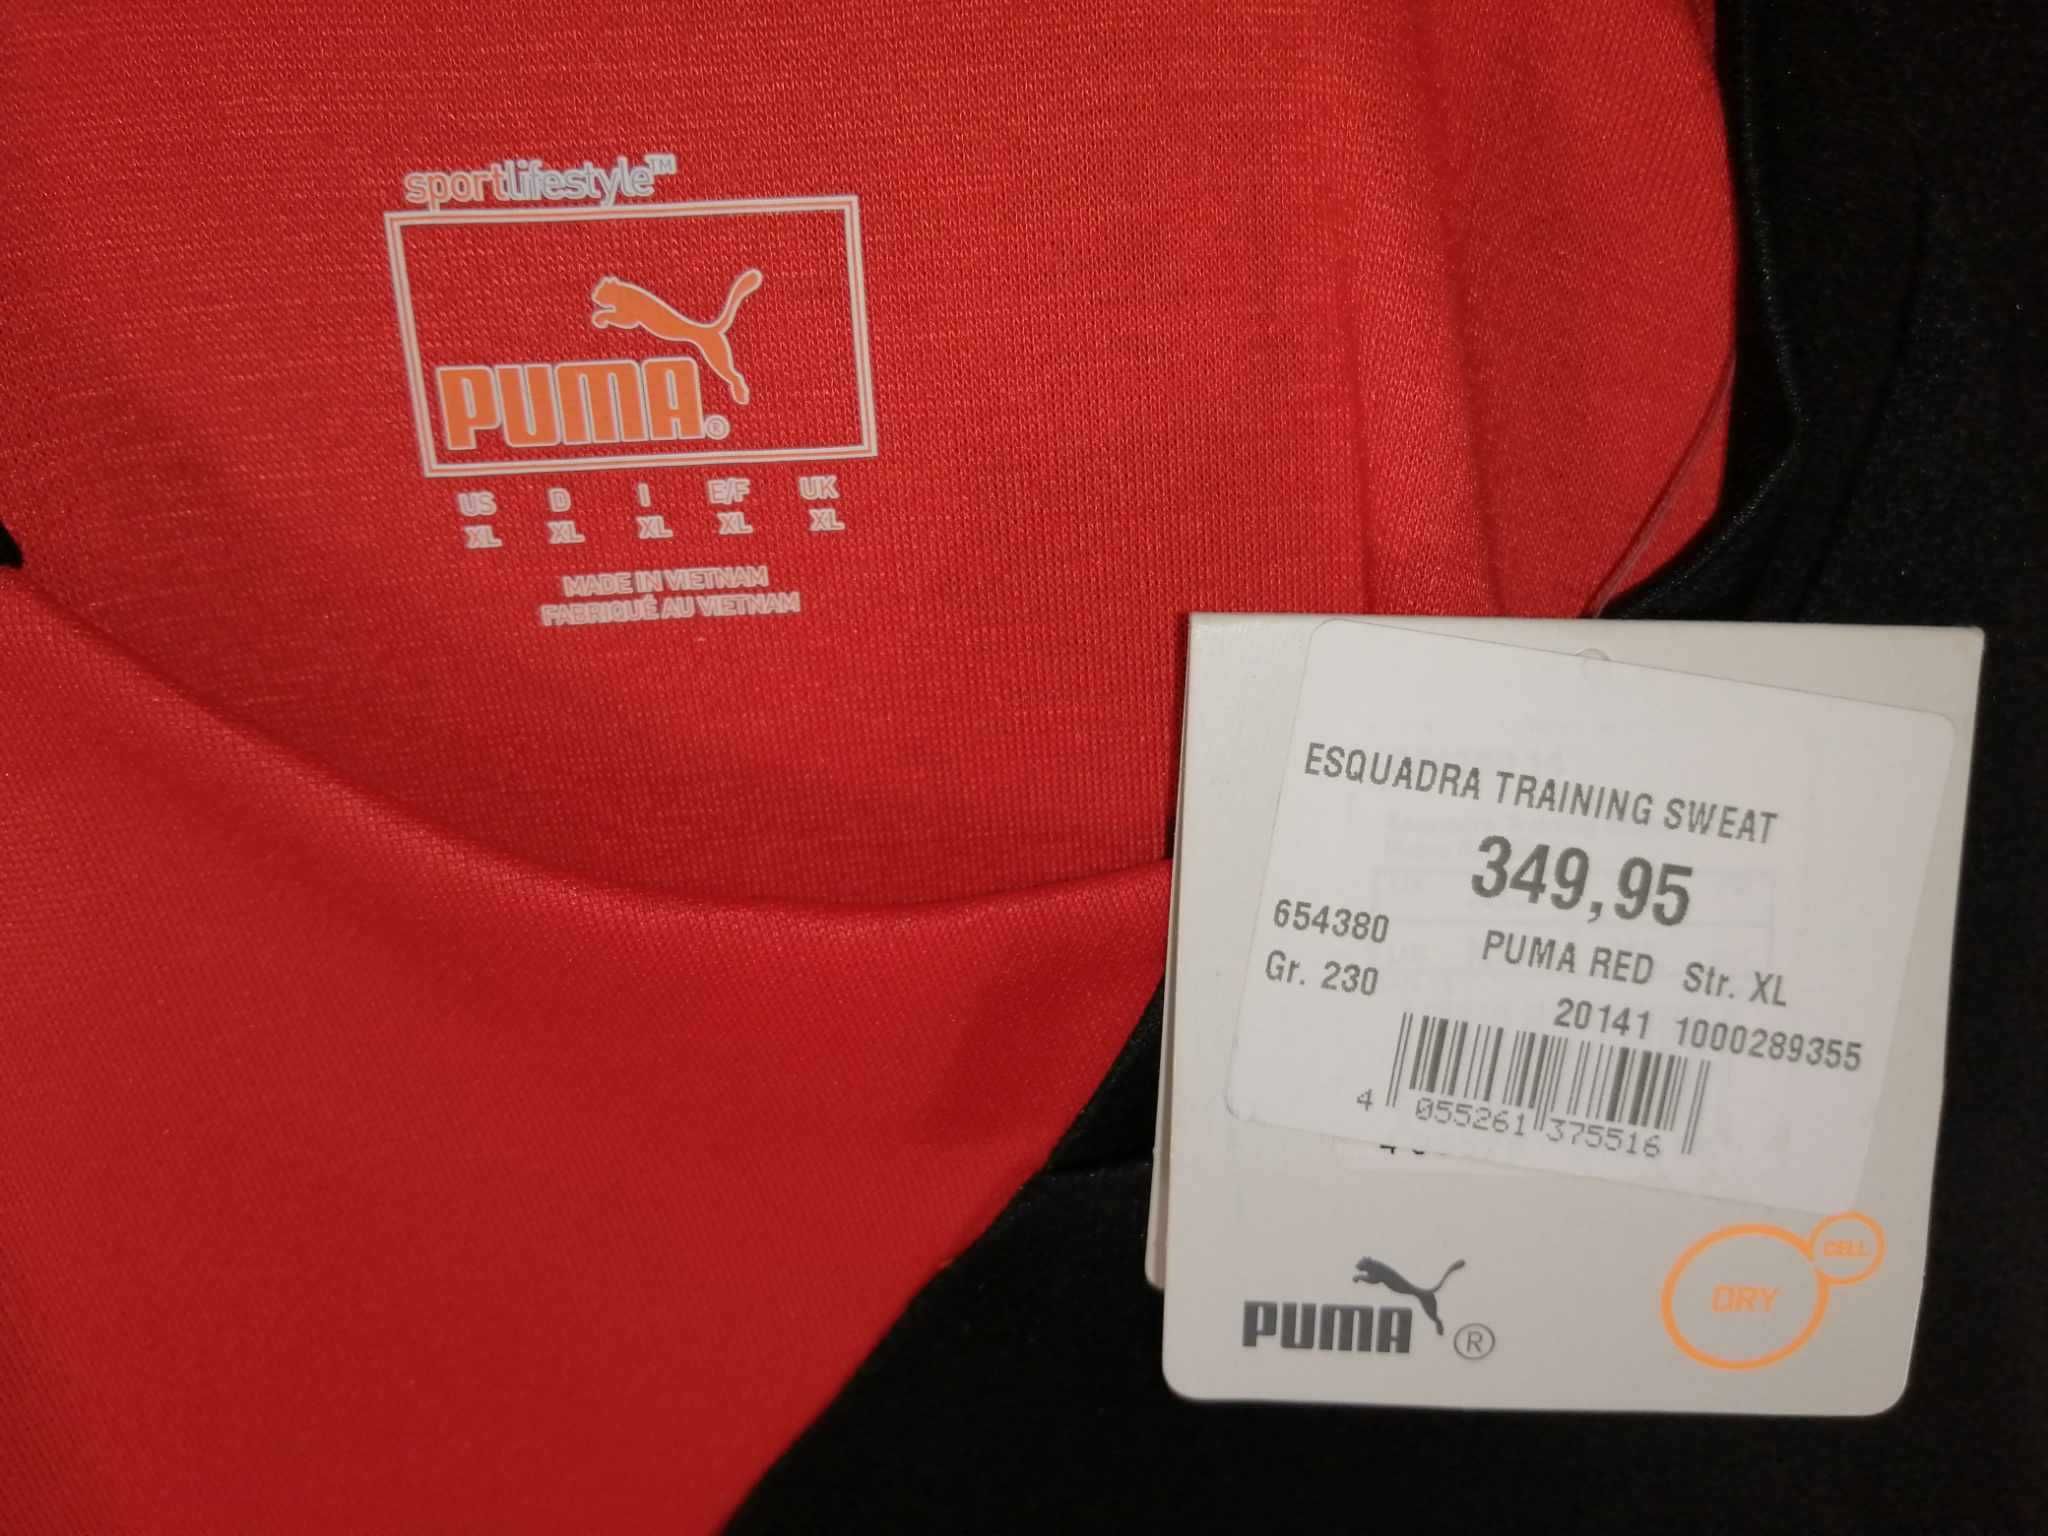 sportlifestyle™
PUMA®
US D I E/F UK
XL XL XL XL XL
MADE IN VIETNAM
FABRIQUÉ AU VIETNAM
ESQUADRA TRAINING SWEAT
349,95
654380 PUMA RED Str. XL
Gr. 230 20141 1000289355
4 055261 375516
PUMA®
DRY CELL